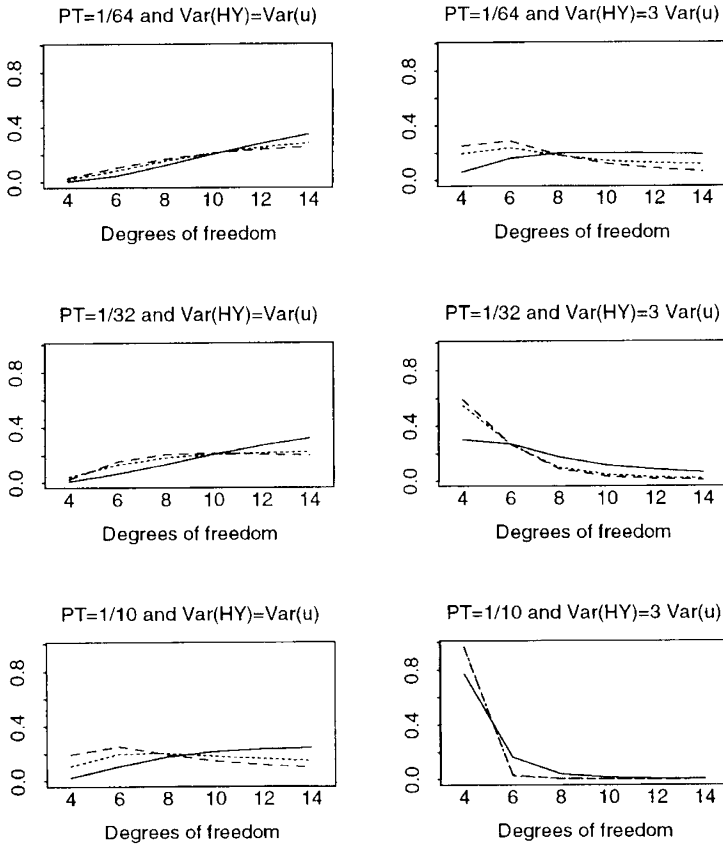 PT=1/64 and Var(HY)=Var(u)
0.8
0.4
0.0
4 6 8 10 12 14
Degrees of freedom
PT=1/64 and Var(HY)=3 Var(u)
0.8
0.4
0.0
4 6 8 10 12 14
Degrees of freedom
PT=1/32 and Var(HY)=Var(u)
0.8
0.4
0.0
4 6 8 10 12 14
Degrees of freedom
PT=1/32 and Var(HY)=3 Var(u)
0.8
0.4
0.0
4 6 8 10 12 14
Degrees of freedom
PT=1/10 and Var(HY)=Var(u)
0.8
0.4
0.0
4 6 8 10 12 14
Degrees of freedom
PT=1/10 and Var(HY)=3 Var(u)
0.8
0.4
0.0
4 6 8 10 12 14
Degrees of freedom